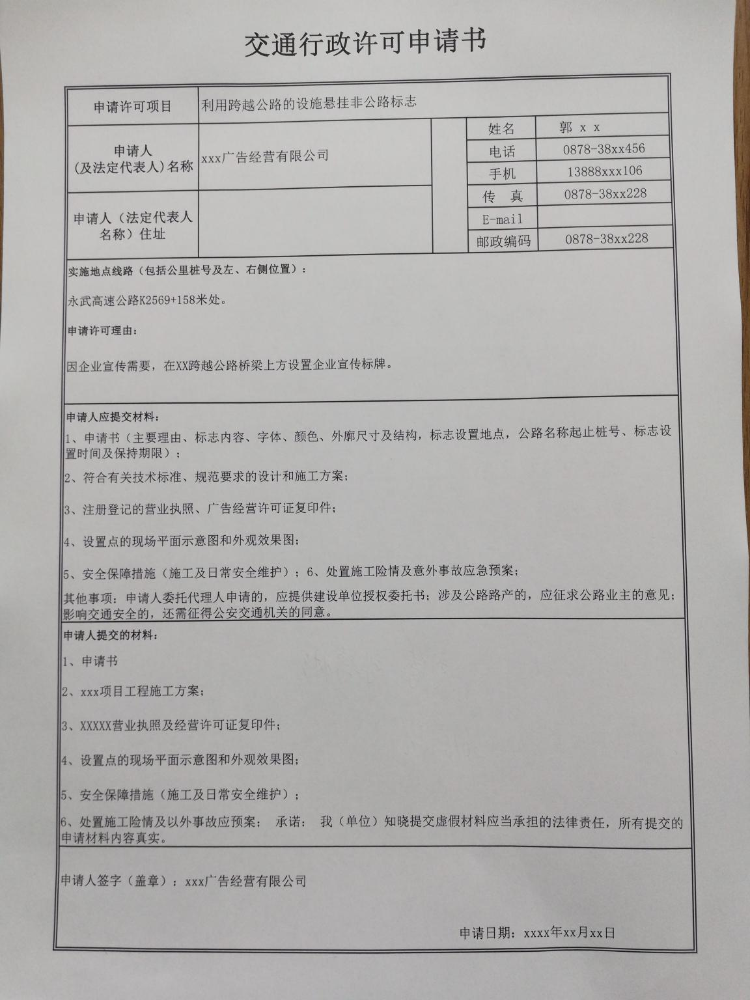 交通行政许可申请书
申请许可项目
利用跨越公路的设施悬挂非公路标志
申请人
(及法定代表人)名称
xxx广告经营有限公司
姓名
郭 x x
电话
0878-38xx456
手机
13888xxx106
传 真
0878-38xx228
E-mail
邮政编码
0878-38xx228
申请人（法定代表人
名称）住址
实施地点线路（包括公里桩号及左、右侧位置）：
永武高速公路K2569+158米处。
申请许可理由：
因企业宣传需要，在XX跨越公路桥梁上方设置企业宣传标牌。
申请人应提交材料：
1、申请书（主要理由、标志内容、字体、颜色、外廓尺寸及结构，标志设置地点，公路名称起止桩号、标志设
置时间及保持期限）；
2、符合有关技术标准、规范要求的设计和施工方案；
3、注册登记的营业执照、广告经营许可证复印件；
4、设置点的现场平面示意图和外观效果图；
5、安全保障措施（施工及日常安全维护）；6、处置施工险情及意外事故应急预案；
其他事项：申请人委托代理人申请的，应提供建设单位授权委托书；涉及公路路产的，应征求公路业主的意见；
影响交通安全的，还需征得公安交通机关的同意。
申请人提交的材料：
1、申请书
2、xxx项目工程施工方案；
3、XXXXX营业执照及经营许可证复印件；
4、设置点的现场平面示意图和外观效果图；
5、安全保障措施（施工及日常安全维护）；
6、处置施工险情及以外事故应预案； 承诺： 我（单位）知晓提交虚假材料应当承担的法律责任，所有提交的
申请材料内容真实。
申请人签字（盖章）：xxx广告经营有限公司
申请日期：xxxx年xx月xx日